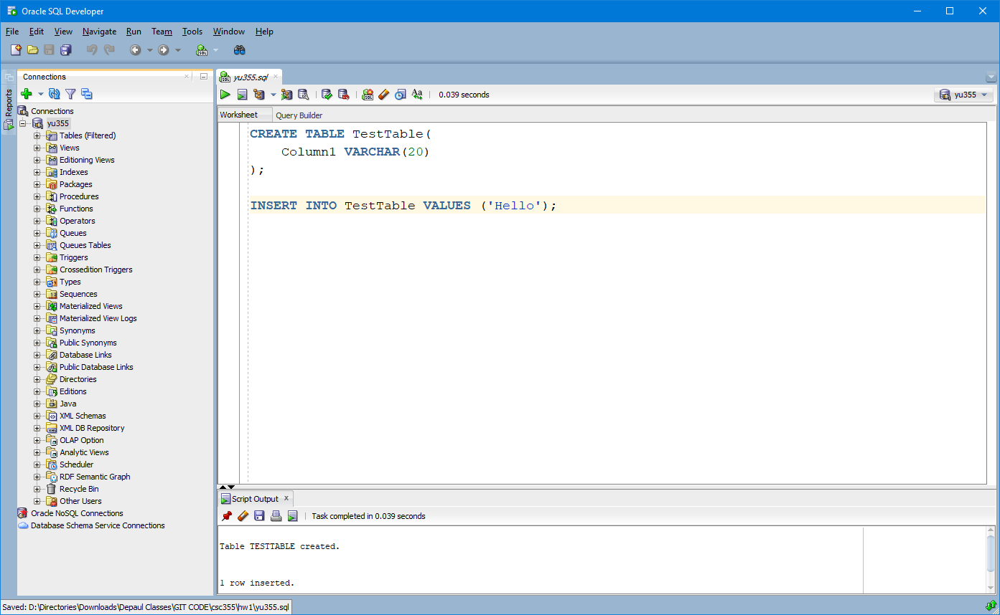 Oracle SQL Developer
File Edit View Navigate Run Team Tools Window Help
Reports
Connections
Connections
yu355
Tables (Filtered)
Views
Editioning Views
Indexes
Packages
Procedures
Functions
Operators
Queues
Queues Tables
Triggers
Crossedition Triggers
Types
Sequences
Materialized Views
Materialized View Logs
Synonyms
Public Synonyms
Database Links
Public Database Links
Directories
Editions
Java
XML Schemas
XML DB Repository
OLAP Option
Analytic Views
Scheduler
RDF Semantic Graph
Recycle Bin
Other Users
Oracle NoSQL Connections
Database Schema Service Connections
yu355.sql
0.039 seconds
yu355
Worksheet Query Builder
CREATE TABLE TestTable(
Column1 VARCHAR(20)
);
INSERT INTO TestTable VALUES ('Hello');
Script Output
Task completed in 0.039 seconds
Table TESTTABLE created.
1 row inserted.
Saved: D:\Directories\Downloads\Depaul Classes\GIT CODE\csc355\hw1\yu355.sql